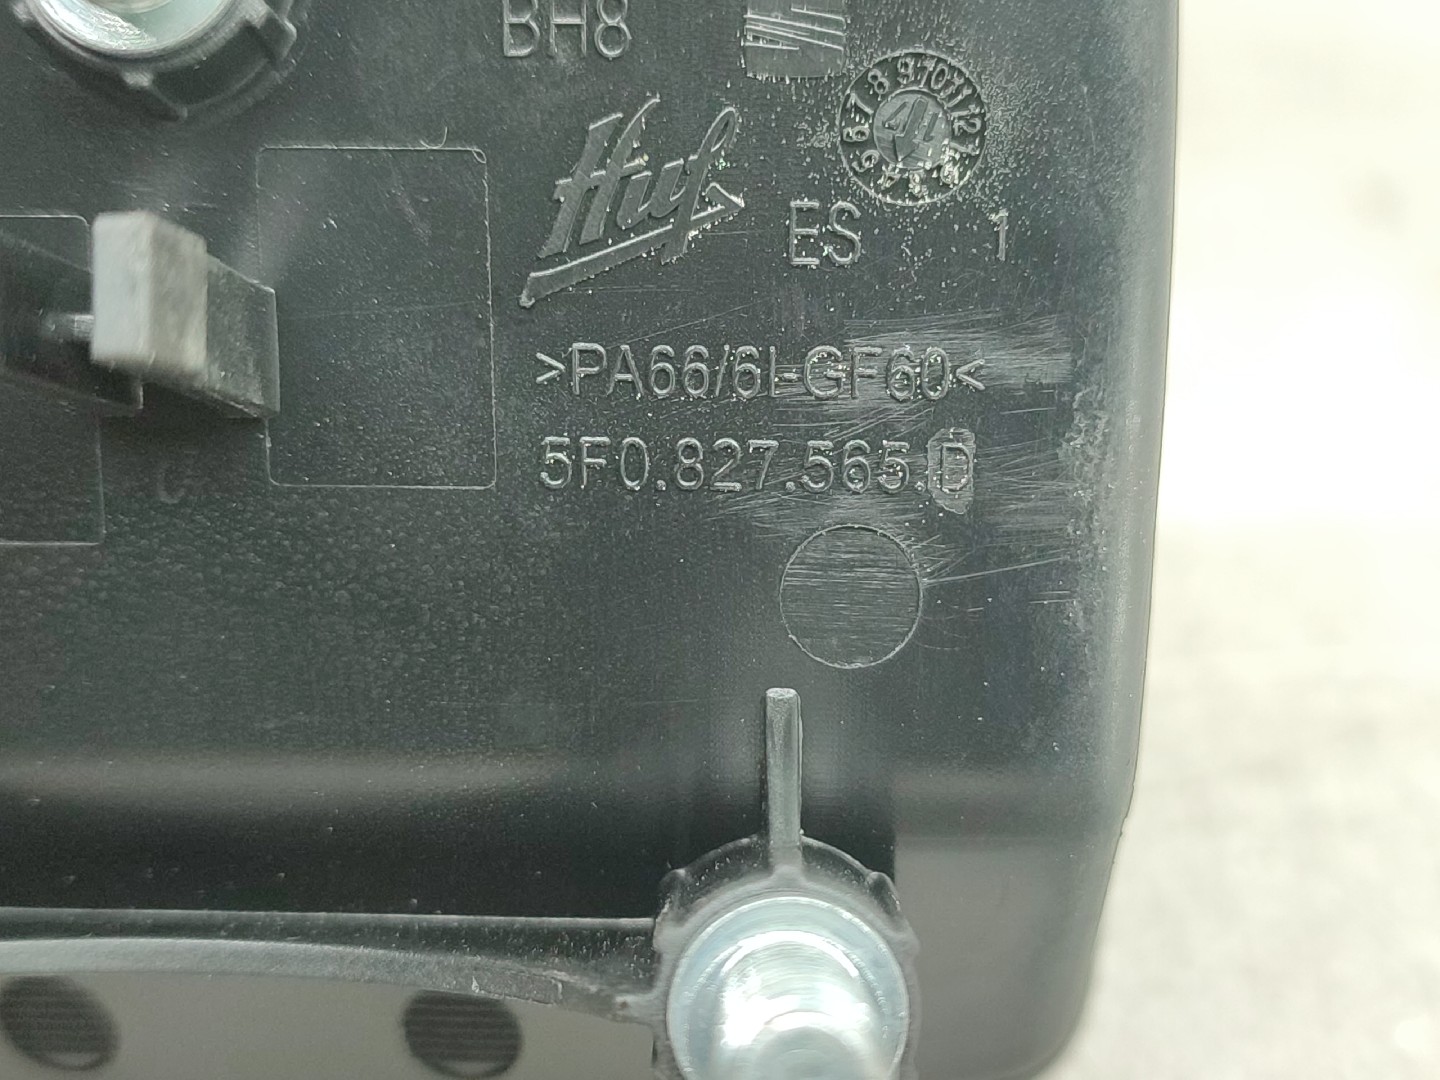 BH8
Huf
ES 1
>PA66/6I-GF60<
5F0.827.565.D